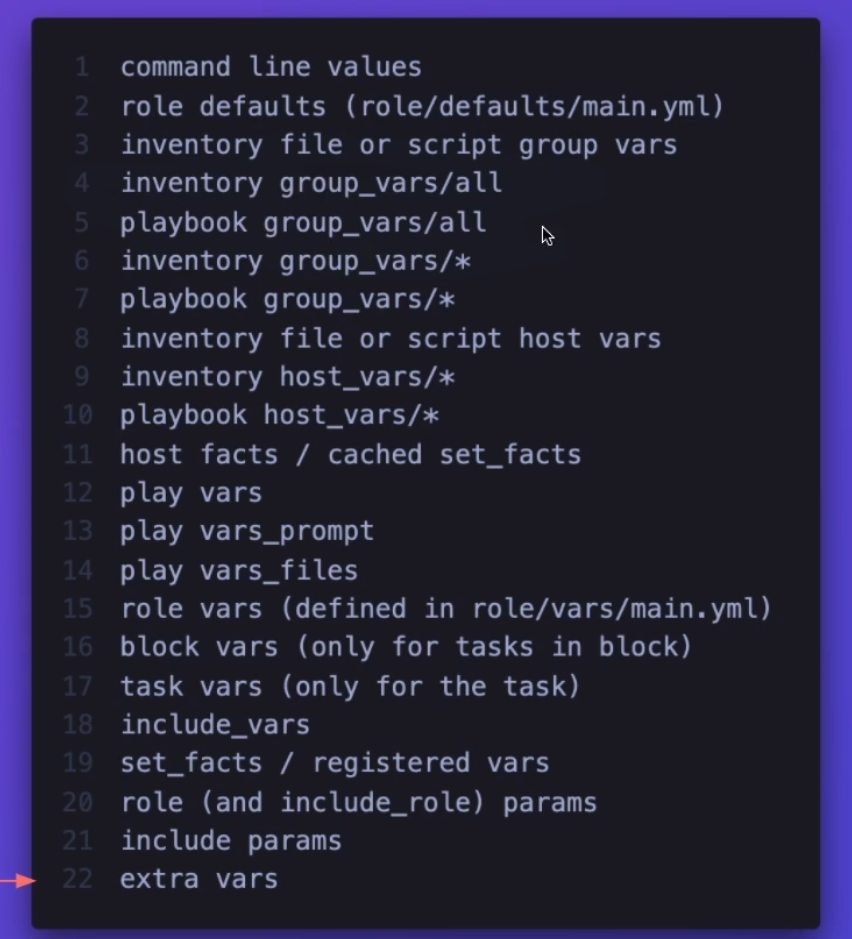 1 command line values
2 role defaults (role/defaults/main.yml)
3 inventory file or script group vars
4 inventory group_vars/all
5 playbook group_vars/all
6 inventory group_vars/*
7 playbook group_vars/*
8 inventory file or script host vars
9 inventory host_vars/*
10 playbook host_vars/*
11 host facts / cached set_facts
12 play vars
13 play vars_prompt
14 play vars_files
15 role vars (defined in role/vars/main.yml)
16 block vars (only for tasks in block)
17 task vars (only for the task)
18 include_vars
19 set_facts / registered vars
20 role (and include_role) params
21 include params
22 extra vars